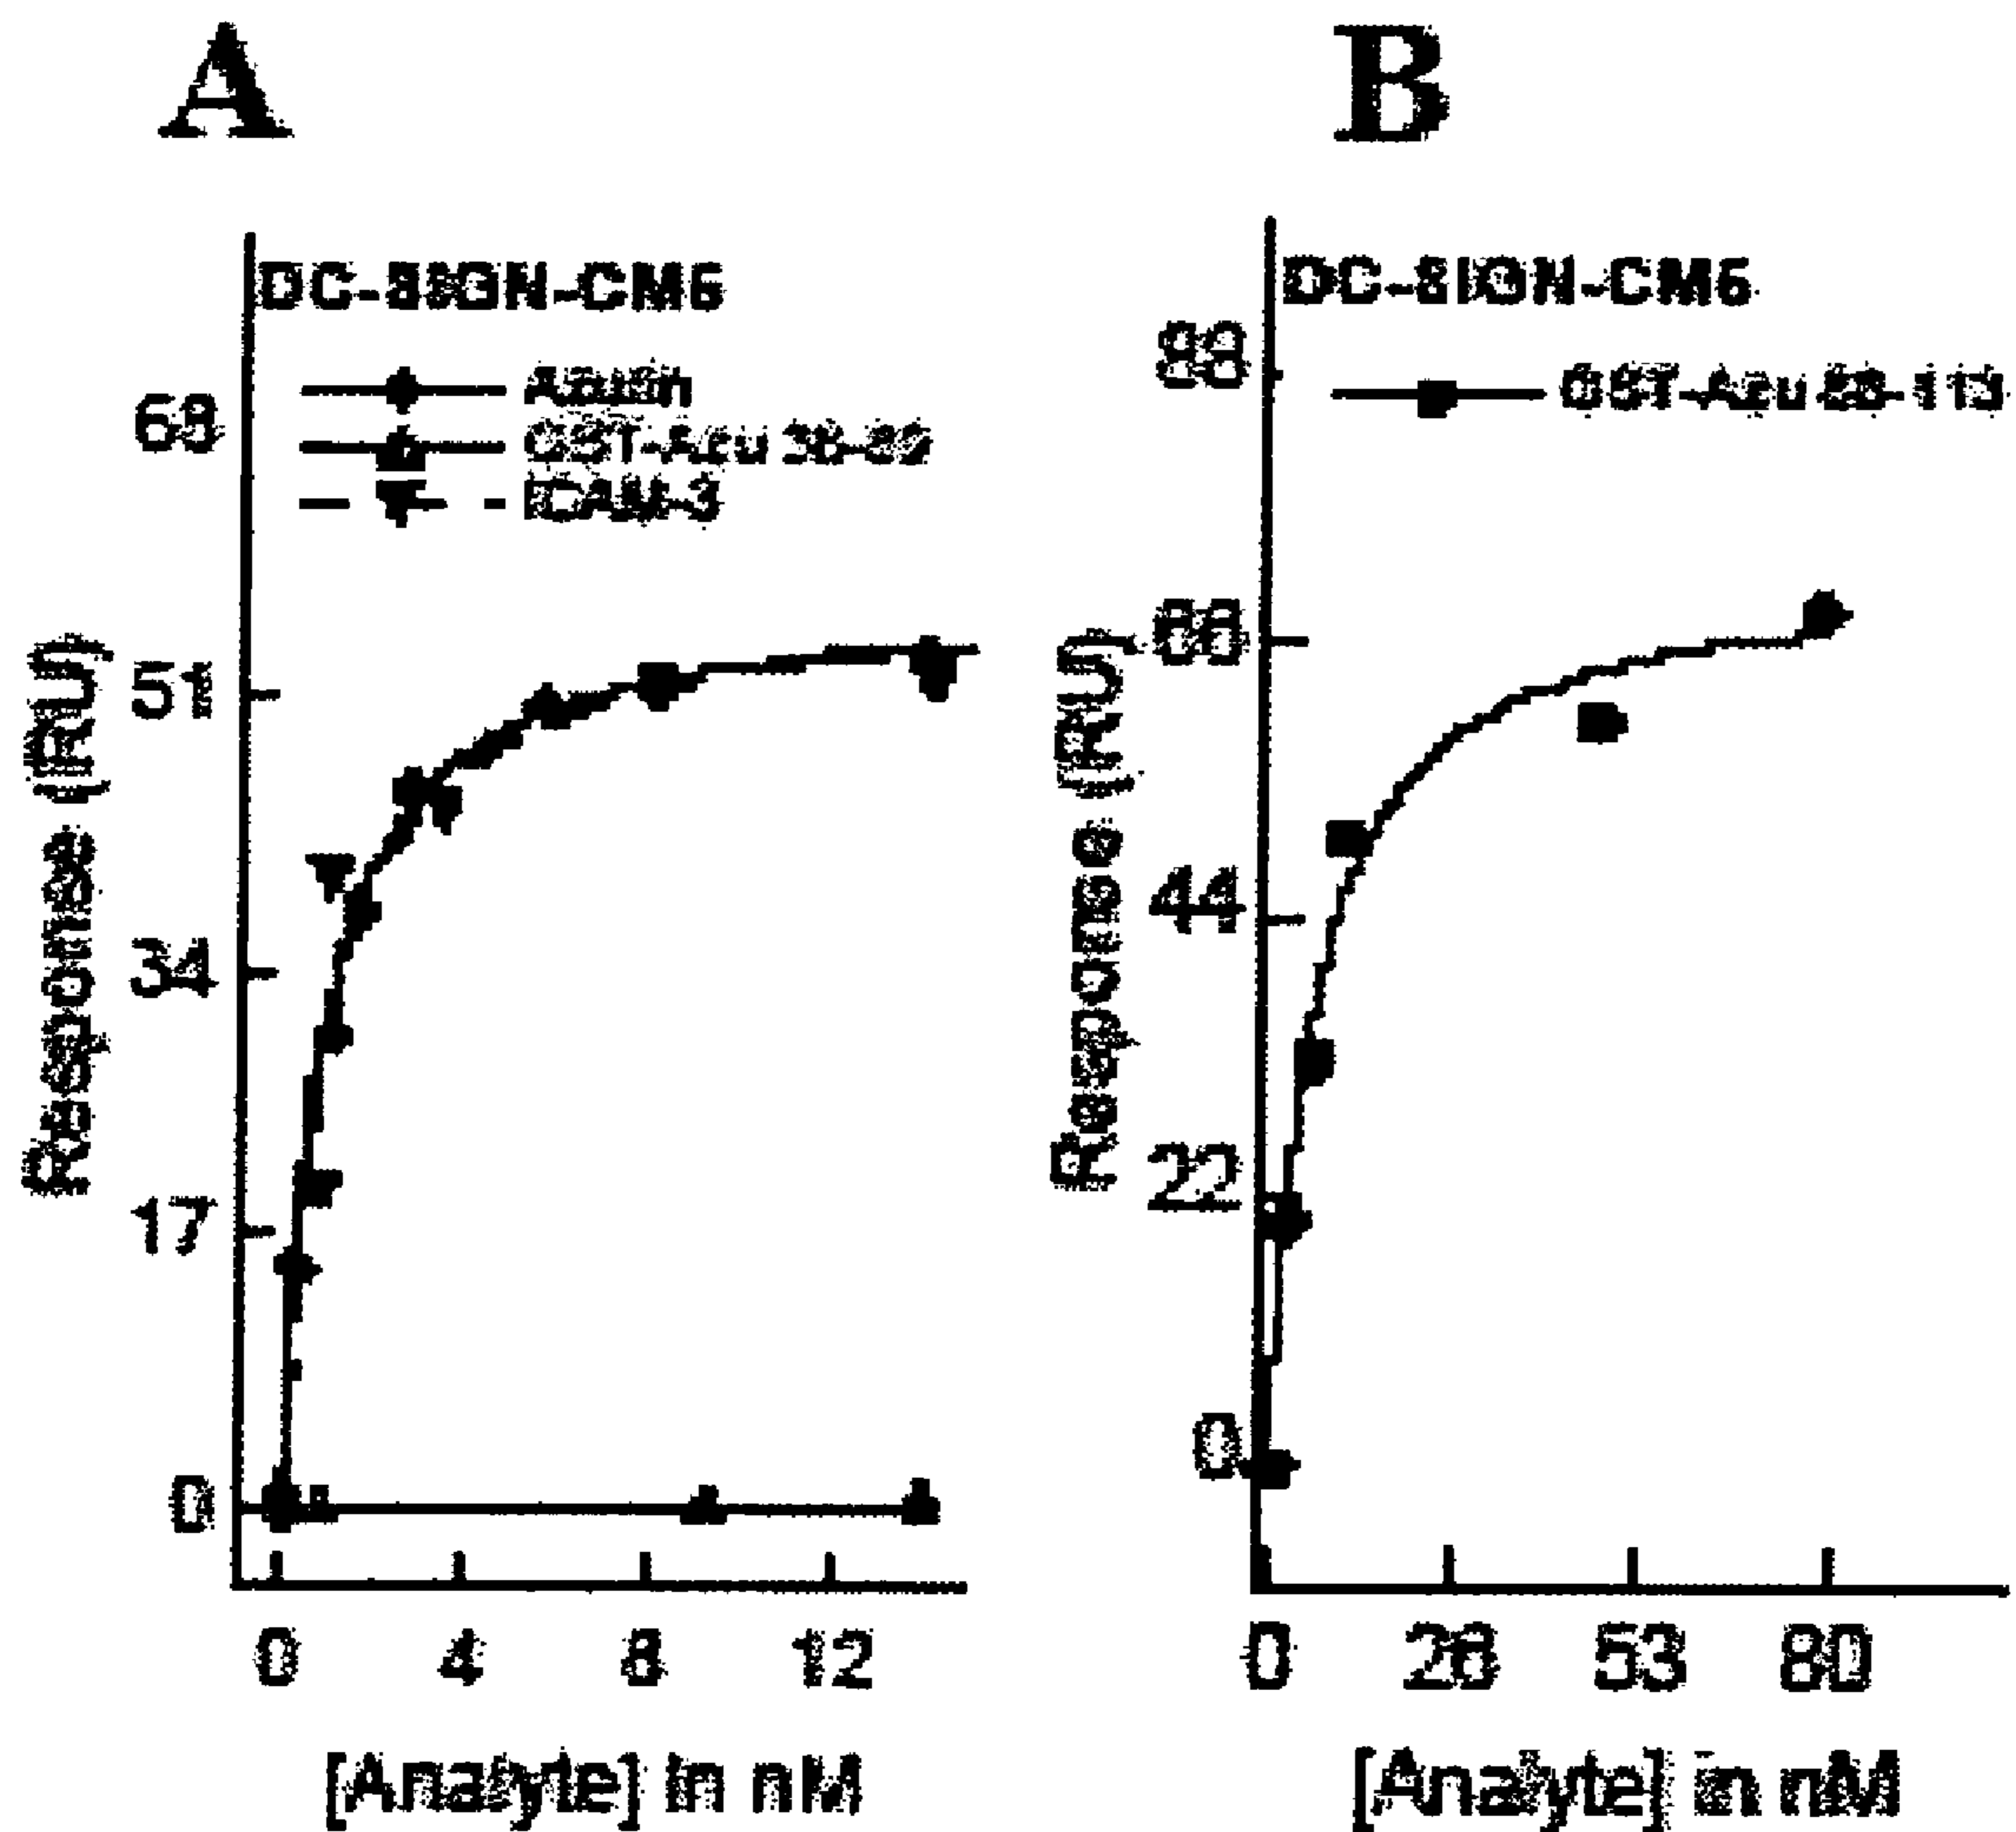 A
B
DC-SIGN-CM5
Azurin
GST-Azu 36-89
ICAM-3
Response (RU)
68
51
34
17
0
0
4
8
12
[Analyte] in nM
DC-SIGN-CM5
GST-Azu 88-113
Response (RU)
88
66
44
22
0
0
26
53
80
[Analyte] in nM